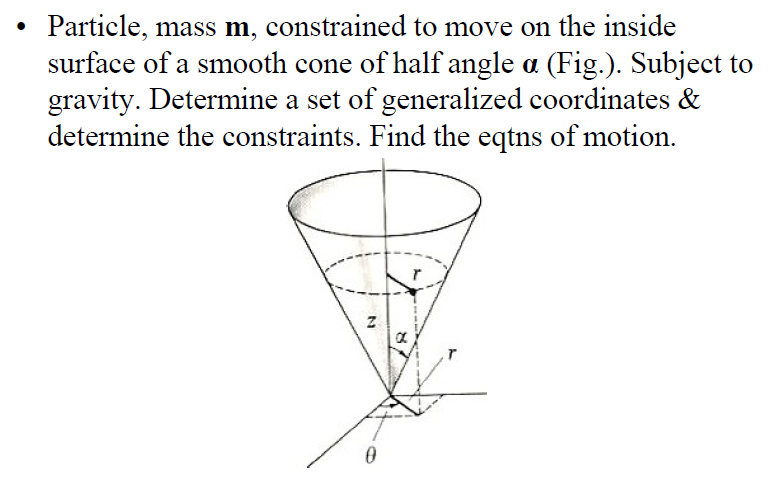 • Particle, mass m, constrained to move on the inside
surface of a smooth cone of half angle α (Fig.). Subject to
gravity. Determine a set of generalized coordinates &
determine the constraints. Find the eqtns of motion.
r
z
α
r
θ